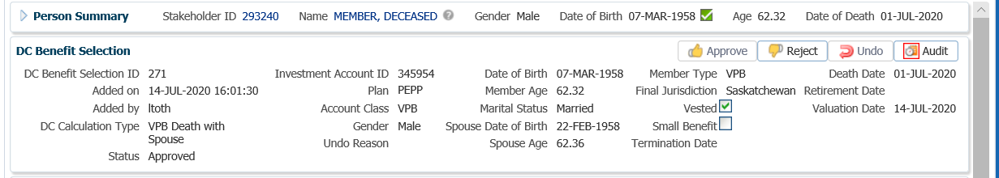 Person Summary Stakeholder ID 293240 Name MEMBER, DECEASED ? Gender Male Date of Birth 07-MAR-1958 Age 62.32 Date of Death 01-JUL-2020
DC Benefit Selection Approve Reject Undo Audit
DC Benefit Selection ID 271 Investment Account ID 345954 Date of Birth 07-MAR-1958 Member Type VPB Death Date 01-JUL-2020
Added on 14-JUL-2020 16:01:30 Plan PEPP Member Age 62.32 Final Jurisdiction Saskatchewan Retirement Date
Added by ltoth Account Class VPB Marital Status Married Vested Valuation Date 14-JUL-2020
DC Calculation Type VPB Death with Gender Male Spouse Date of Birth 22-FEB-1958 Small Benefit
Spouse Undo Reason Spouse Age 62.36 Termination Date
Status Approved